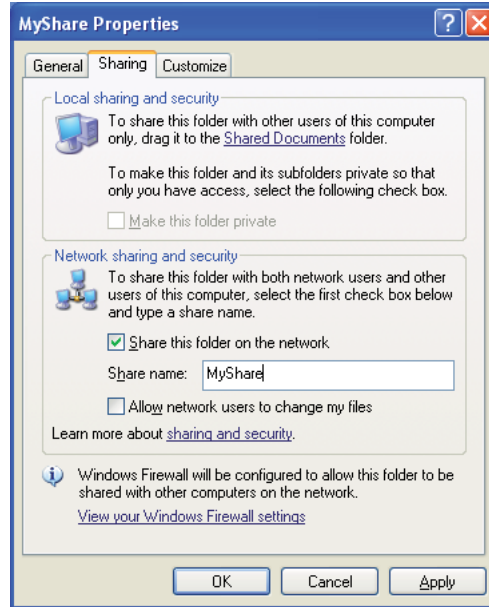 MyShare Properties
General Sharing Customize
Local sharing and security
To share this folder with other users of this computer
only, drag it to the Shared Documents folder.
To make this folder and its subfolders private so that
only you have access, select the following check box.
Make this folder private
Network sharing and security
To share this folder with both network users and other
users of this computer, select the first check box below
and type a share name.
Share this folder on the network
Share name: MyShare
Allow network users to change my files
Learn more about sharing and security.
Windows Firewall will be configured to allow this folder to be
shared with other computers on the network.
View your Windows Firewall settings
OK Cancel Apply